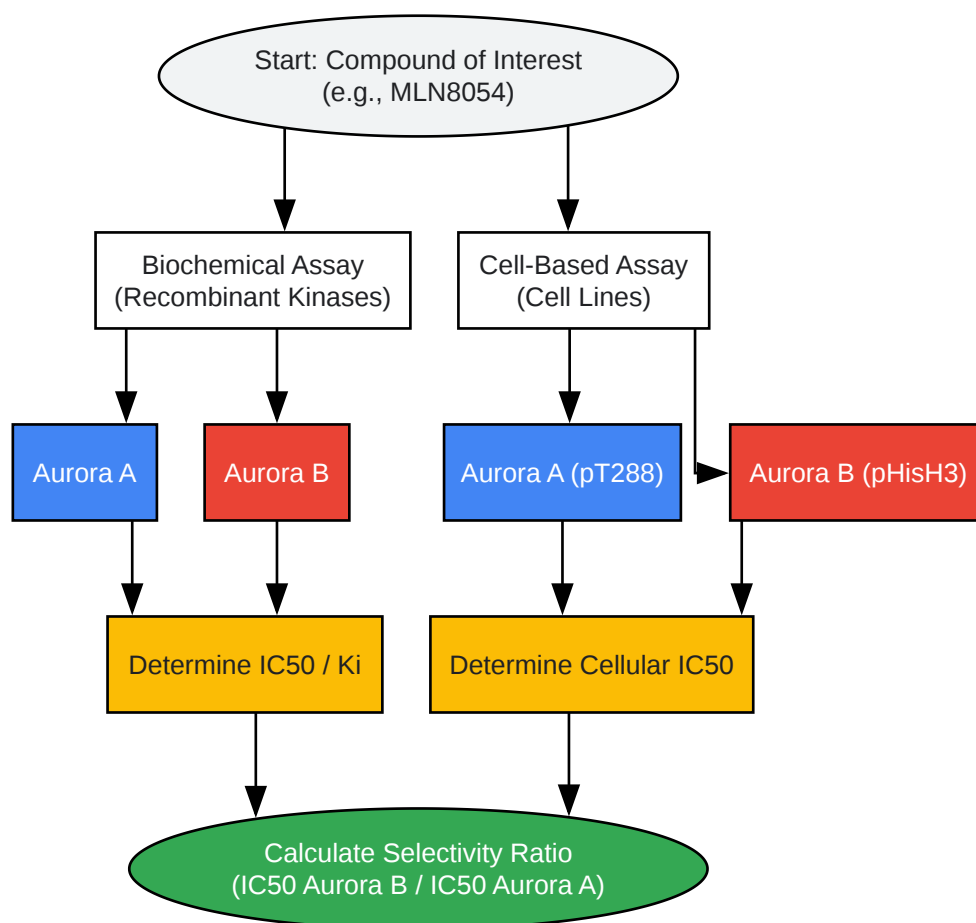 Start: Compound of Interest
(e.g., MLN8054)
Biochemical Assay
(Recombinant Kinases)
Cell-Based Assay
(Cell Lines)
Aurora A
Aurora B
Aurora A (pT288)
Aurora B (pHisH3)
Determine IC50 / Ki
Determine Cellular IC50
Calculate Selectivity Ratio
(IC50 Aurora B / IC50 Aurora A)